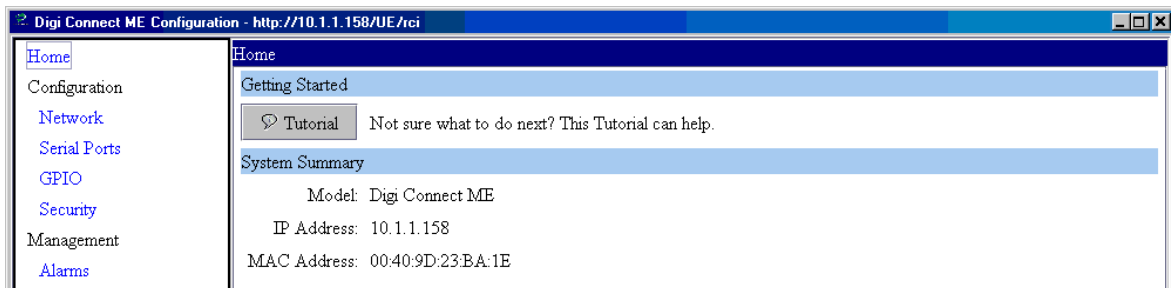 Digi Connect ME Configuration - http://10.1.1.158/UE/rci
Home
Configuration
Network
Serial Ports
GPIO
Security
Management
Alarms
Home
Getting Started
Tutorial Not sure what to do next? This Tutorial can help.
System Summary
Model: Digi Connect ME
IP Address: 10.1.1.158
MAC Address: 00:40:9D:23:BA:1E